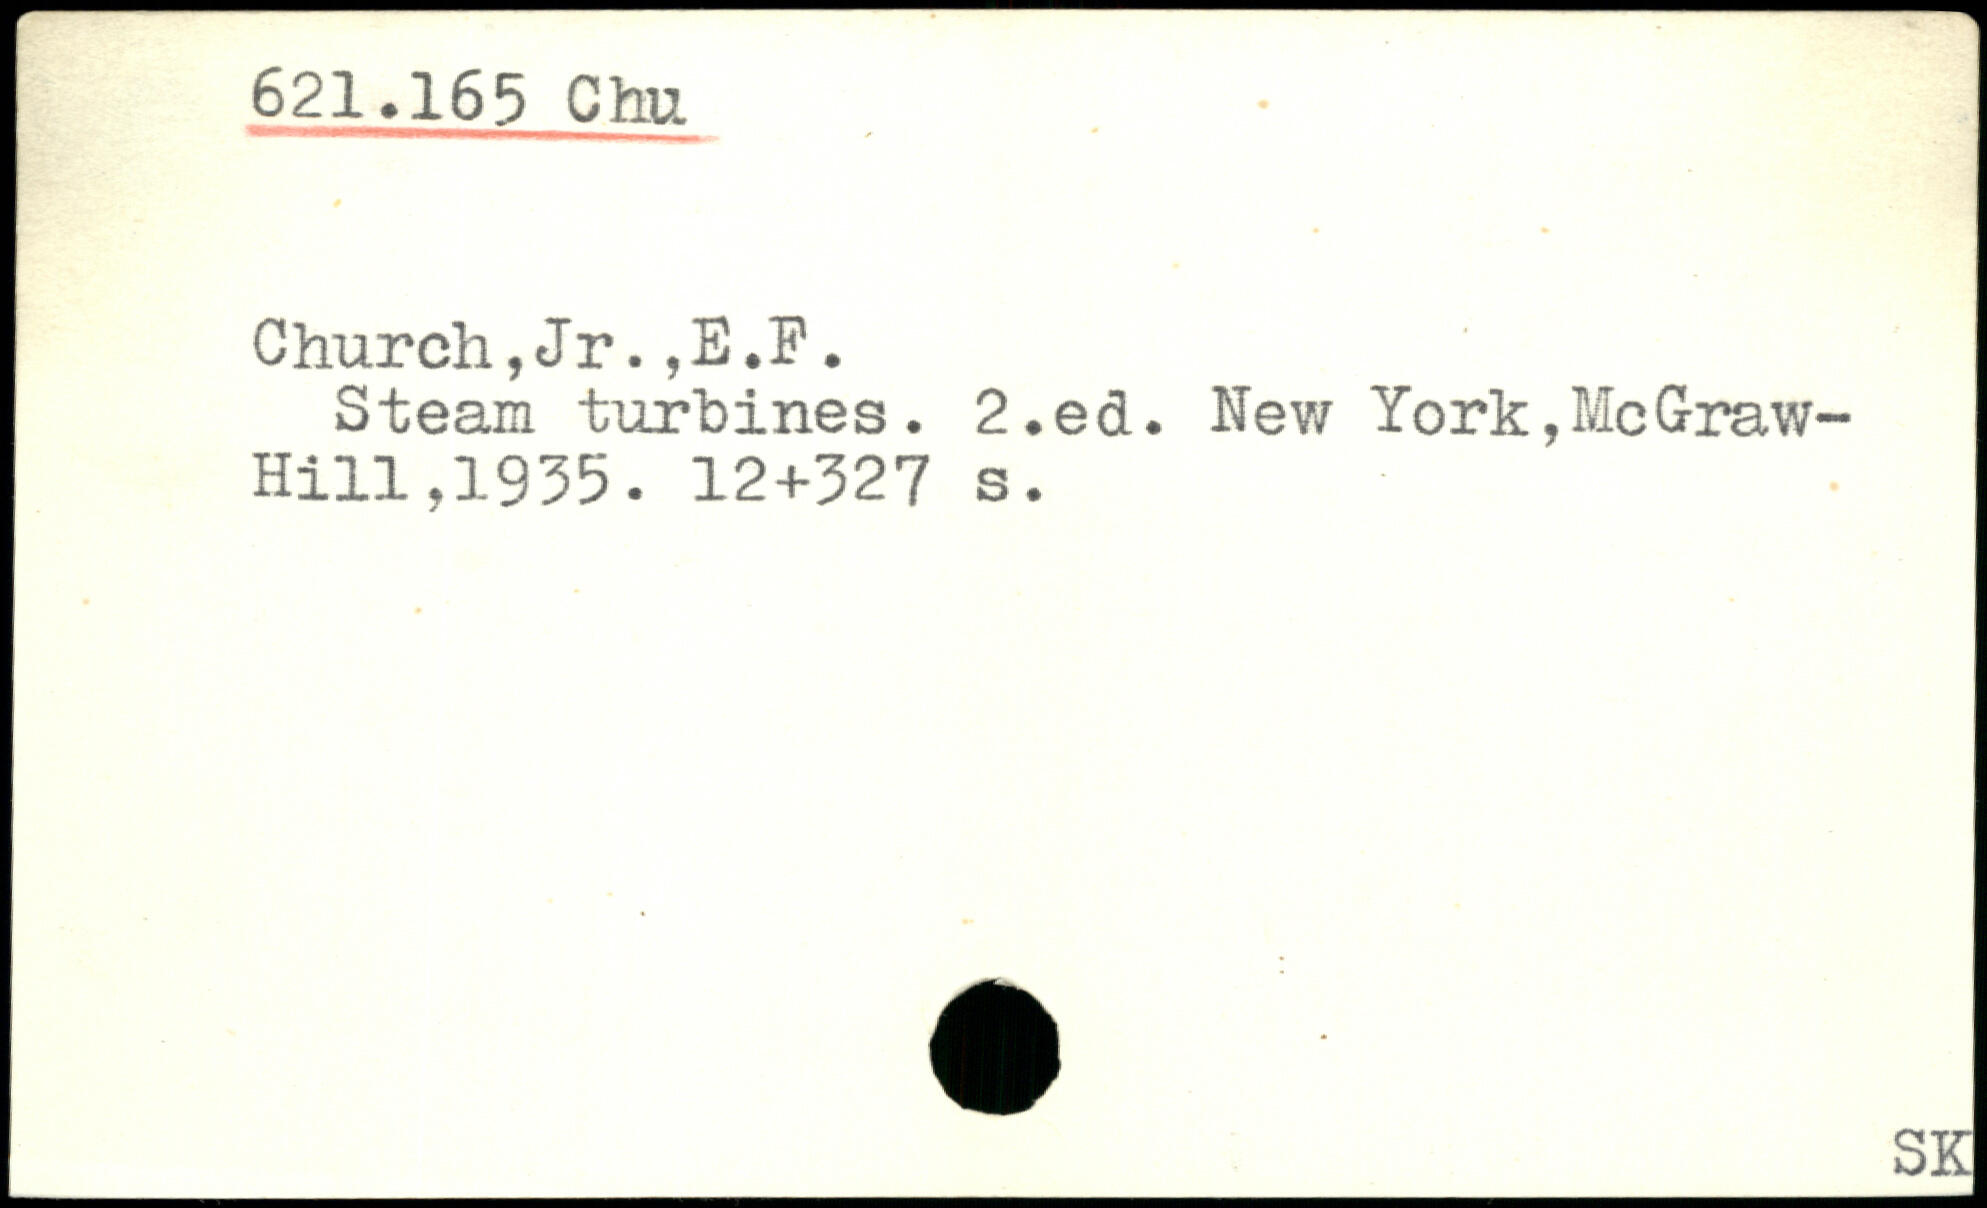 621.165 Chu
Church,Jr.,E.F.
Steam turbines. 2.ed. New York,McGraw-
Hill,1935. 12+327 s.
SK